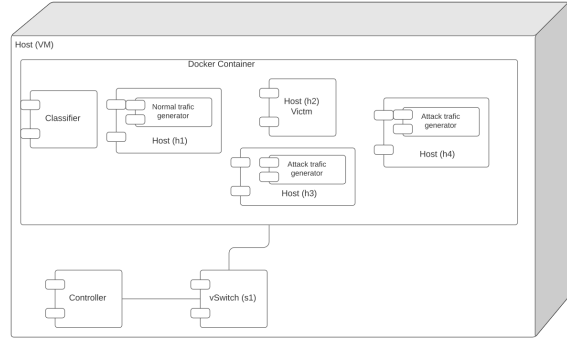 Host (VM)
Docker Container
Classifier
Normal trafic
generator
Host (h1)
Host (h2)
Victm
Attack trafic
generator
Host (h4)
Attack trafic
generator
Host (h3)
Controller
vSwitch (s1)